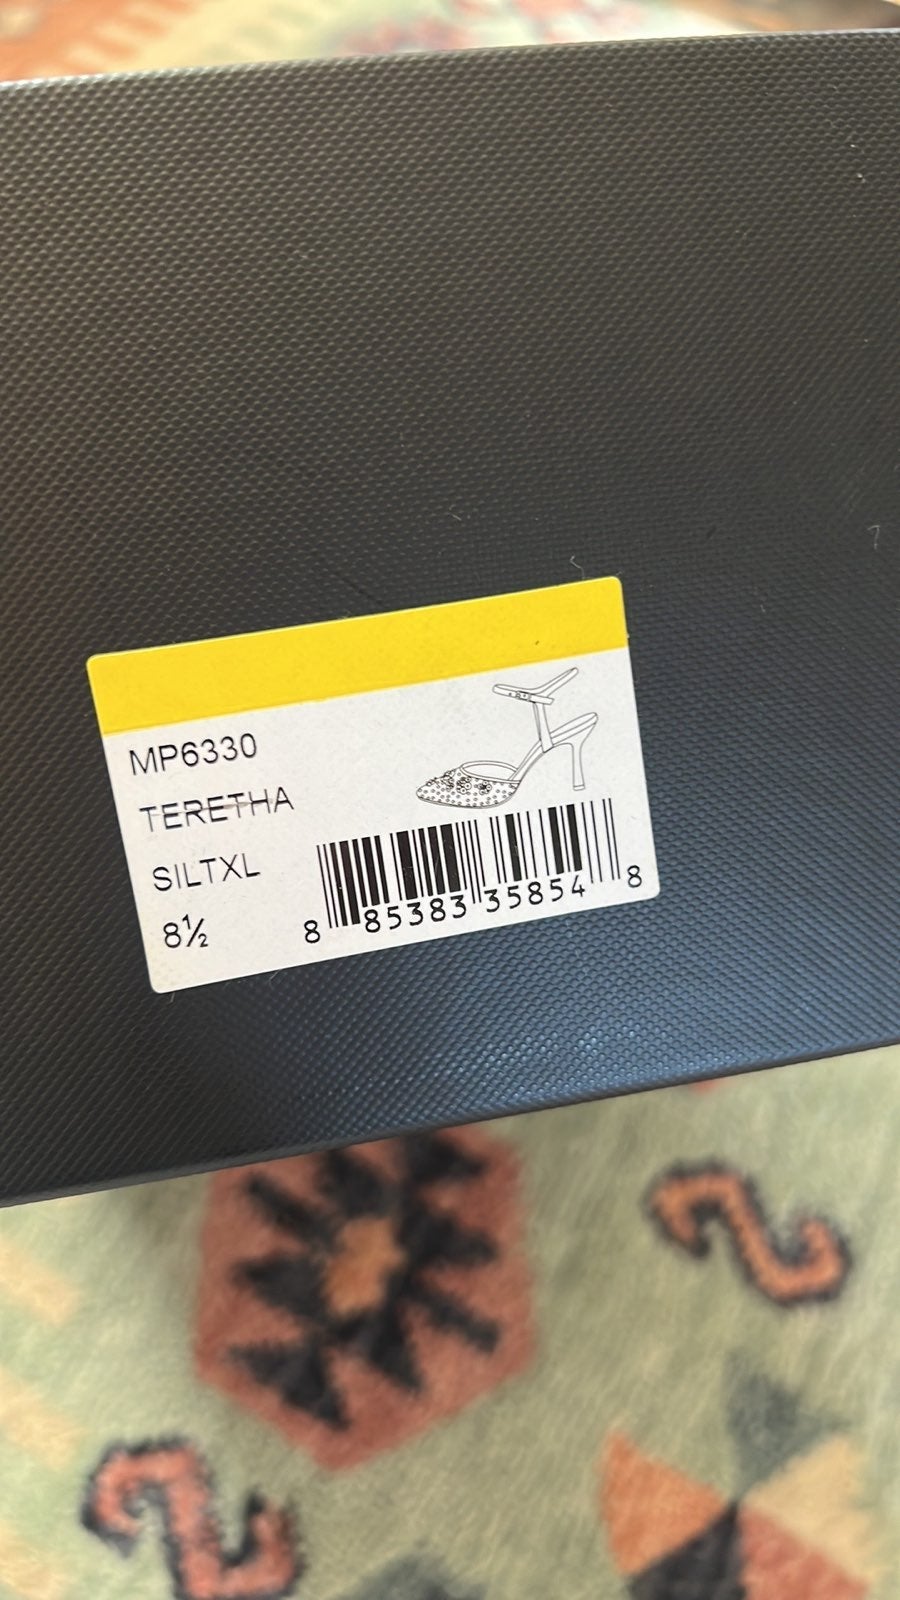 MP6330
TERETHA
SILTXL
8½
8 85383 35854 8